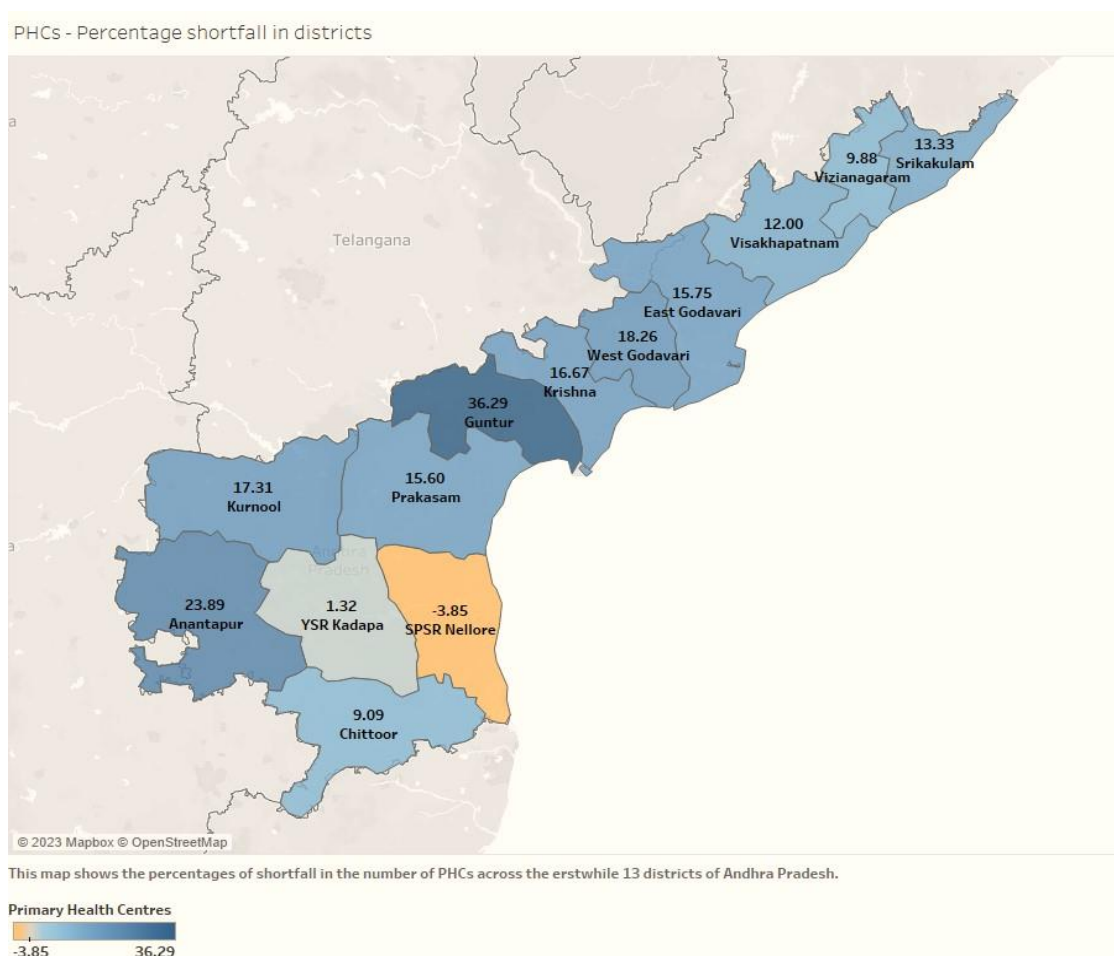 PHCs - Percentage shortfall in districts
13.33
Srikakulam
9.88
Vizianagaram
12.00
Visakhapatnam
Telangana
15.75
East Godavari
18.26
West Godavari
16.67
Krishna
36.29
Guntur
15.60
Prakasam
17.31
Kurnool
Andhra
Pradesh
23.89
Anantapur
1.32
YSR Kadapa
-3.85
SPSR Nellore
9.09
Chittoor
© 2023 Mapbox © OpenStreetMap
This map shows the percentages of shortfall in the number of PHCs across the erstwhile 13 districts of Andhra Pradesh.
Primary Health Centres
-3.85 36.29